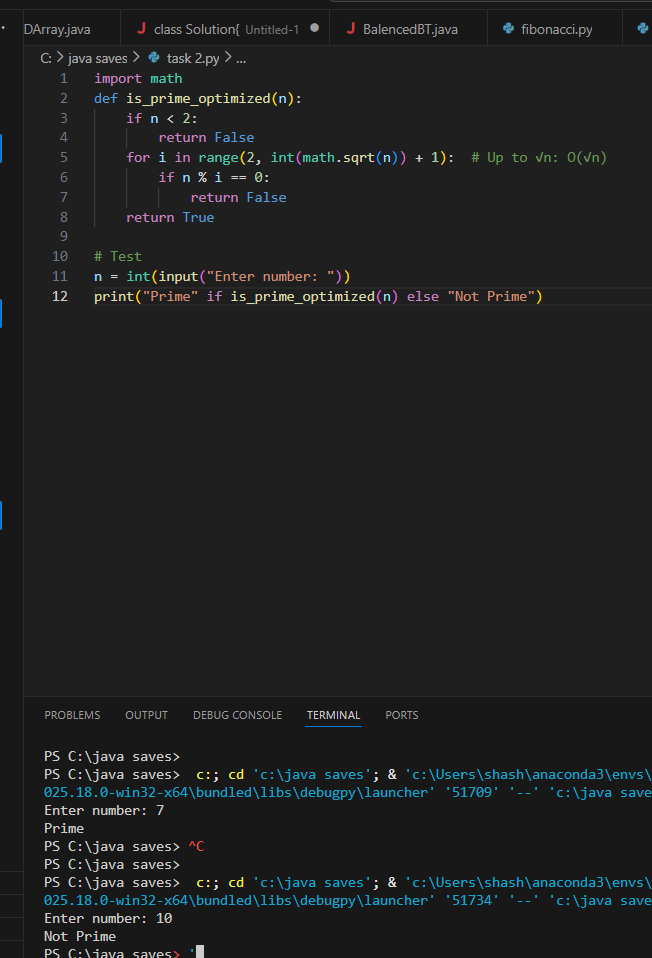 DArray.java J class Solution{ Untitled-1 ● J BalencedBT.java fibonacci.py
C: > java saves > task 2.py > ...
1 import math
2 def is_prime_optimized(n):
3     if n < 2:
4         return False
5     for i in range(2, int(math.sqrt(n)) + 1):  # Up to √n: O(√n)
6         if n % i == 0:
7             return False
8     return True
9
10 # Test
11 n = int(input("Enter number: "))
12 print("Prime" if is_prime_optimized(n) else "Not Prime")
PROBLEMS OUTPUT DEBUG CONSOLE TERMINAL PORTS
PS C:\java saves>
PS C:\java saves>  c:; cd 'c:\java saves'; & 'c:\Users\shash\anaconda3\envs\
025.18.0-win32-x64\bundled\libs\debugpy\launcher' '51709' '--' 'c:\java save
Enter number: 7
Prime
PS C:\java saves> ^C
PS C:\java saves>
PS C:\java saves>  c:; cd 'c:\java saves'; & 'c:\Users\shash\anaconda3\envs\
025.18.0-win32-x64\bundled\libs\debugpy\launcher' '51734' '--' 'c:\java save
Enter number: 10
Not Prime
PS C:\java saves> '